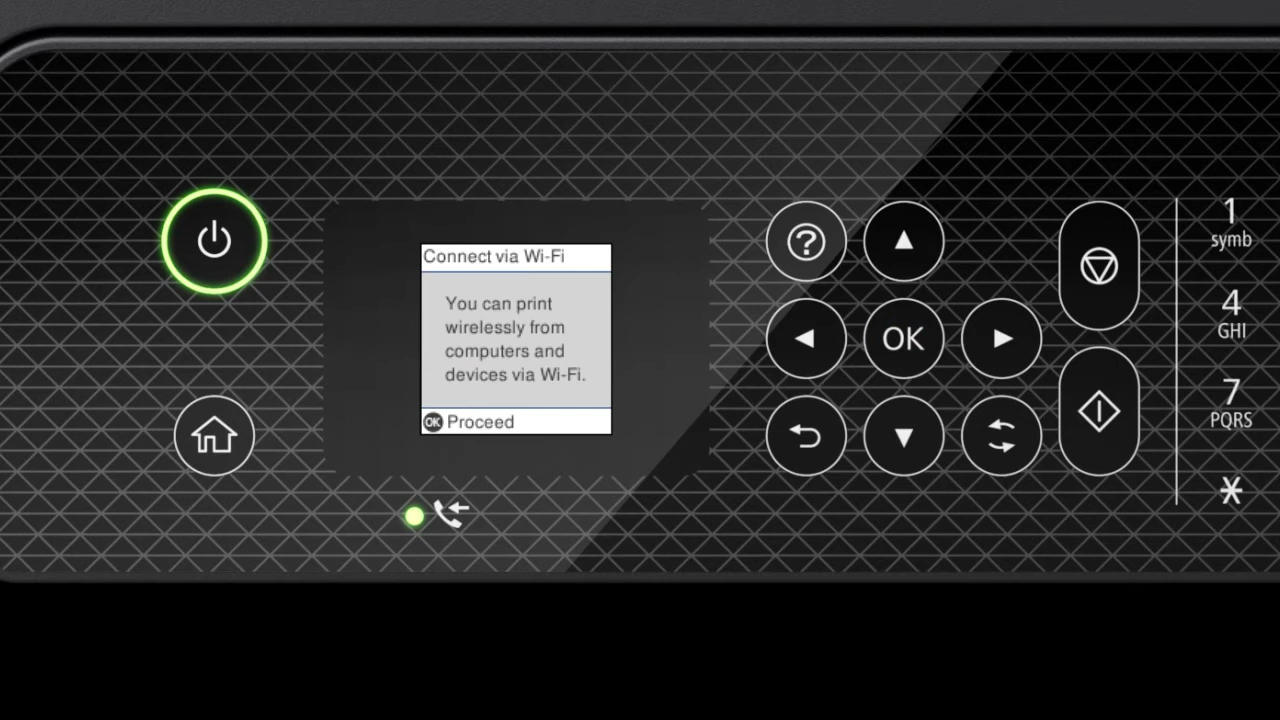 Connect via Wi-Fi
You can print
wirelessly from
computers and
devices via Wi-Fi.
OK Proceed
?
OK
1
symb
4
GHI
7
PQRS
*